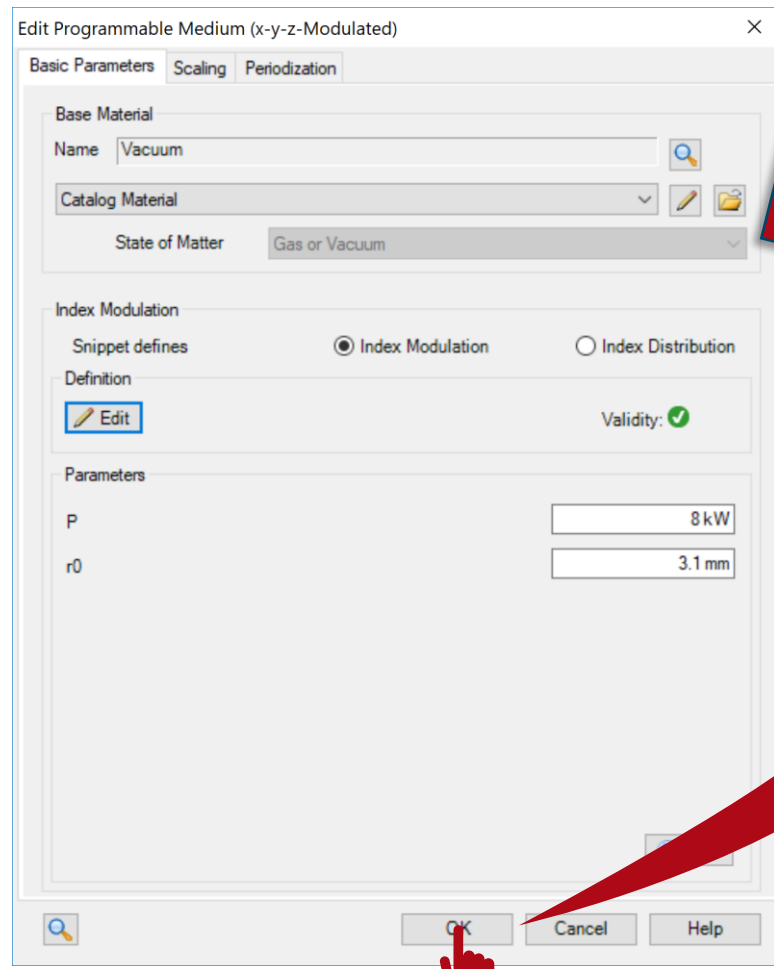 Edit Programmable Medium (x-y-z-Modulated)
Basic Parameters Scaling Periodization
Base Material
Name Vacuum
Catalog Material
State of Matter Gas or Vacuum
Index Modulation
Snippet defines Index Modulation Index Distribution
Definition
Edit Validity:
Parameters
P 8 kW
r0 3.1 mm
OK Cancel Help